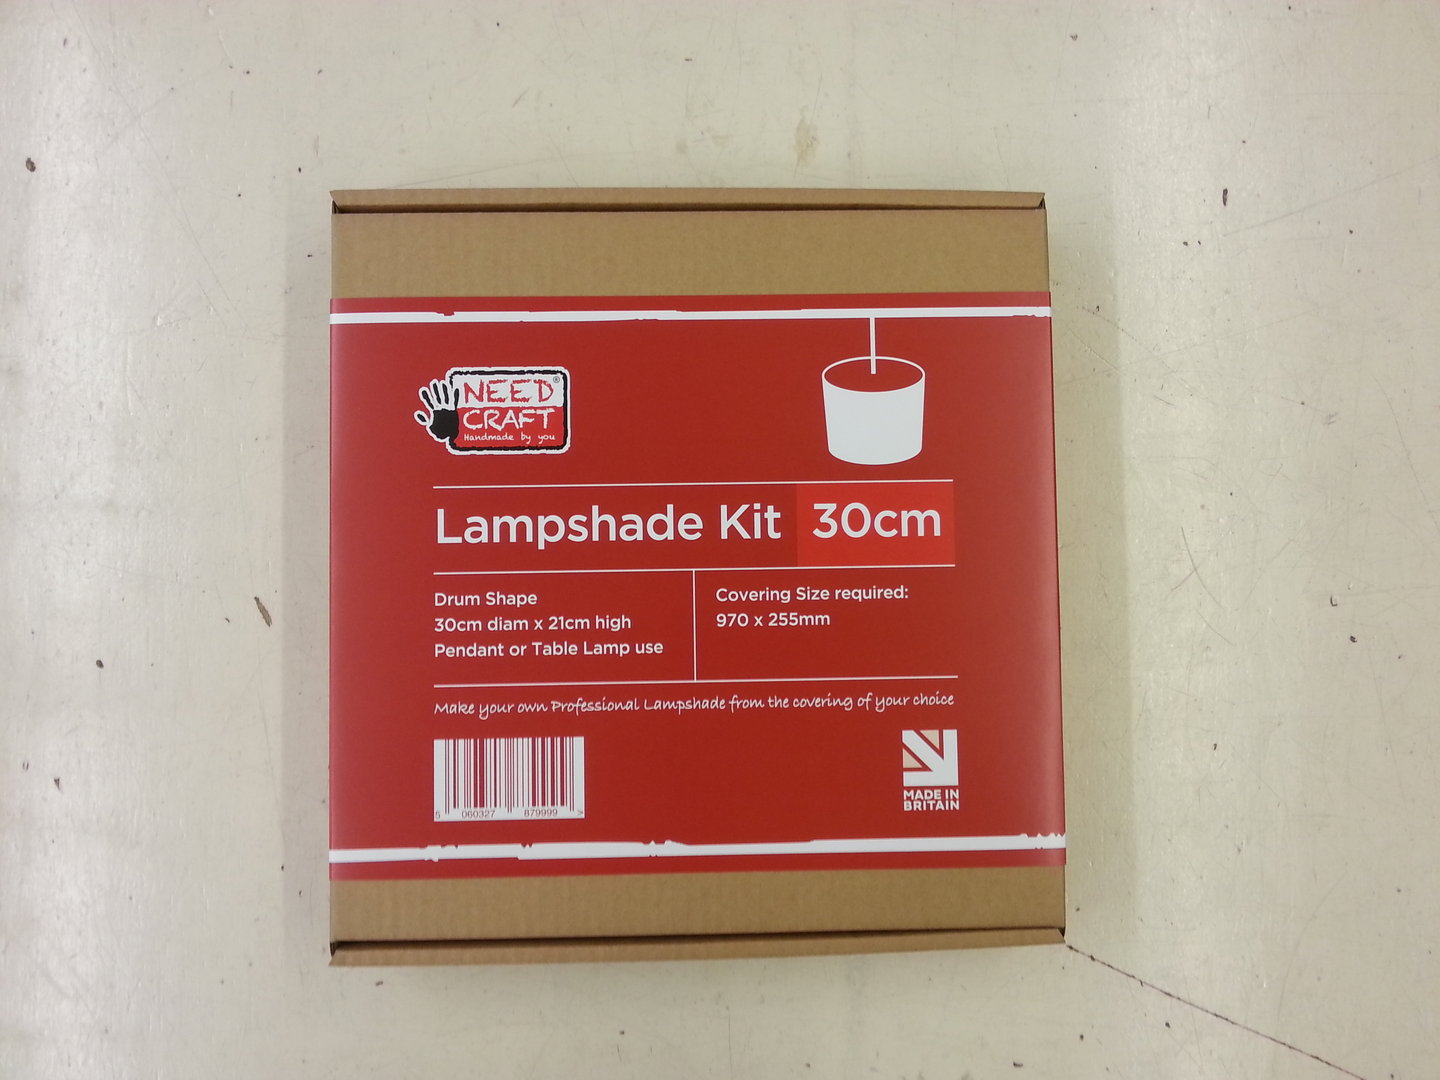 NEED®
CRAFT
Handmade by you
Lampshade Kit 30cm
Drum Shape
30cm diam x 21cm high
Pendant or Table Lamp use
Covering Size required:
970 x 255mm
Make your own Professional Lampshade from the covering of your choice
5 060327 879999 >
MADE IN
BRITAIN